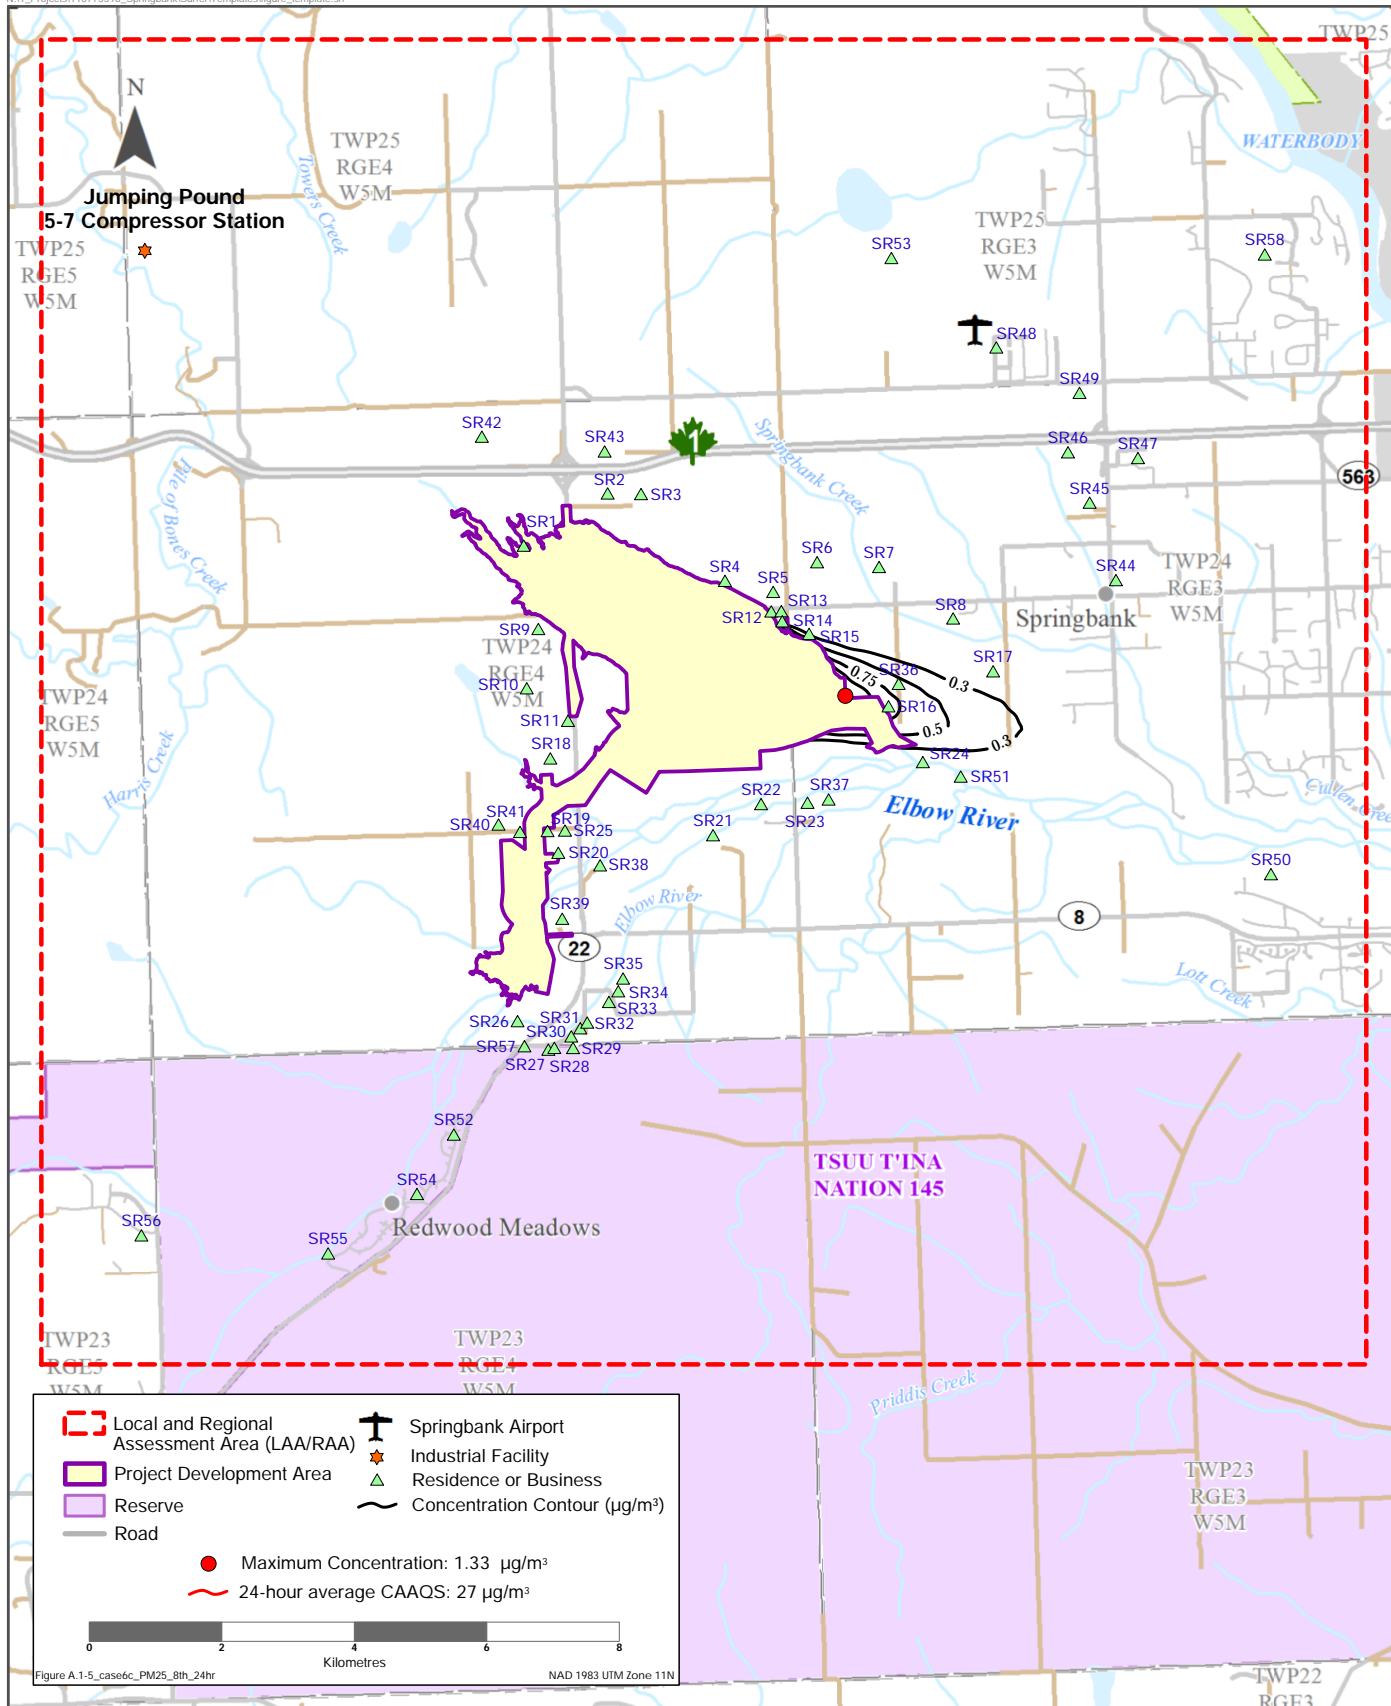 TWP25
N
TWP25
RGE4
W5M
Towers Creek
WATERBODY
Jumping Pound
5-7 Compressor Station
TWP25
RGE5
W5M
TWP25
RGE3
W5M
SR53
SR58
SR48
SR49
SR42
SR43
1
Springbank Creek
SR46
SR47
563
Pile of Bones Creek
SR2
SR3
SR45
SR1
SR6
SR7
SR4
SR5
SR44
TWP24
RGE3
W5M
SR13
SR12
SR14
SR15
SR8
Springbank
SR9
TWP24
RGE4
W5M
SR10
SR36
SR17
0.75
0.3
TWP24
RGE5
W5M
SR11
SR16
0.5
0.3
SR18
SR24
SR51
Harris Creek
SR22
SR37
SR23
Elbow River
Cullen Cree
SR41
SR40
SR19
SR25
SR21
SR20
SR38
SR50
Elbow River
SR39
8
22
SR35
SR34
SR33
Lott Creek
SR26
SR31
SR32
SR30
SR57
SR29
SR27
SR28
SR52
TSUU T'INA
NATION 145
SR54
Redwood Meadows
SR56
SR55
TWP23
RGE5
W5M
TWP23
RGE4
W5M
Priddis Creek
TWP23
RGE3
W5M
TWP22
RGE3
Local and Regional
Assessment Area (LAA/RAA)
Project Development Area
Reserve
Road
Springbank Airport
Industrial Facility
Residence or Business
Concentration Contour (µg/m³)
Maximum Concentration: 1.33 µg/m³
24-hour average CAAQS: 27 µg/m³
0 2 4 6 8
Kilometres
Figure A.1-5_case6c_PM25_8th_24hr
NAD 1983 UTM Zone 11N